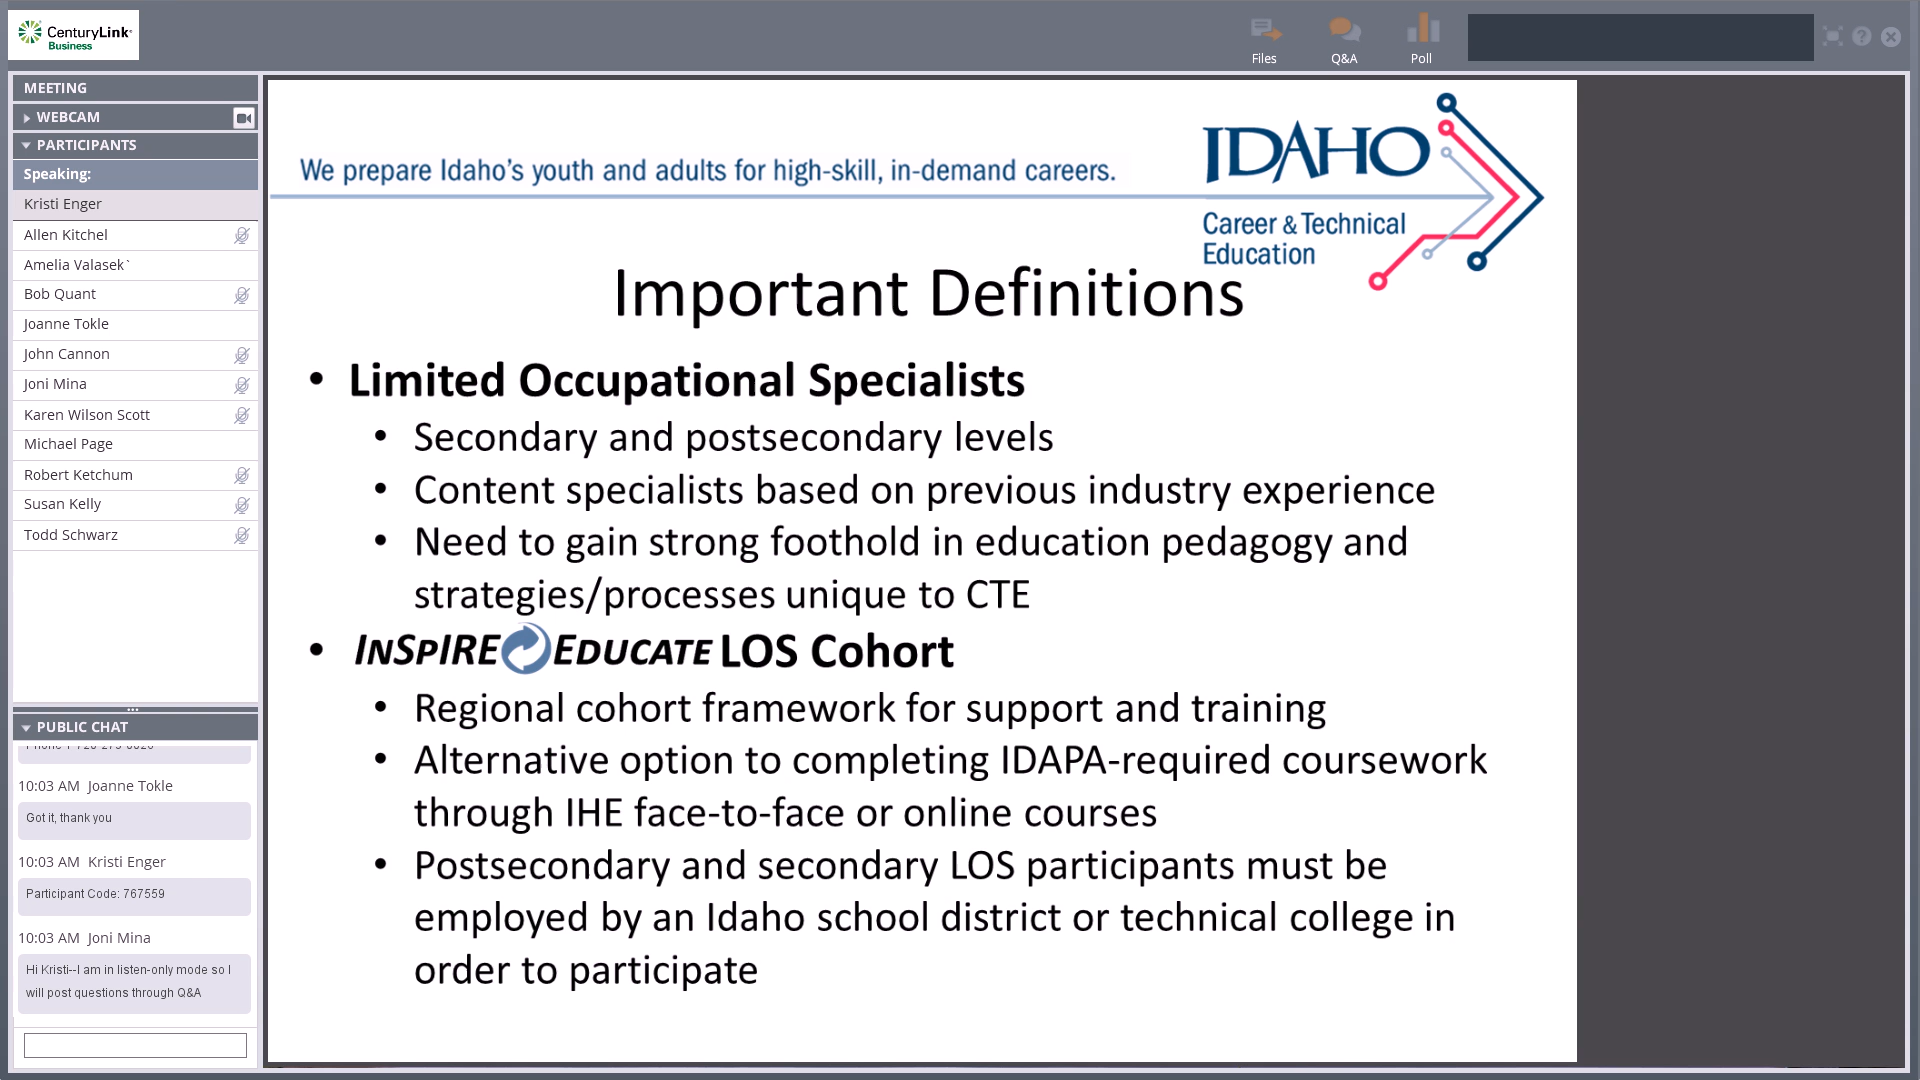 CenturyLink
Business
Files
Q&A
Poll
MEETING
WEBCAM
PARTICIPANTS
Speaking:
Kristi Enger
Allen Kitchel
Amelia Valasek`
Bob Quant
Joanne Tokle
John Cannon
Joni Mina
Karen Wilson Scott
Michael Page
Robert Ketchum
Susan Kelly
Todd Schwarz
PUBLIC CHAT
10:03 AM Joanne Tokle
Got it, thank you
10:03 AM Kristi Enger
Participant Code: 767559
10:03 AM Joni Mina
Hi Kristi--I am in listen-only mode so I
will post questions through Q&A
We prepare Idaho's youth and adults for high-skill, in-demand careers.
IDAHO
Career & Technical
Education
Important Definitions
• Limited Occupational Specialists
• Secondary and postsecondary levels
• Content specialists based on previous industry experience
• Need to gain strong foothold in education pedagogy and
strategies/processes unique to CTE
• INSPIRE EDUCATE LOS Cohort
• Regional cohort framework for support and training
• Alternative option to completing IDAPA-required coursework
through IHE face-to-face or online courses
• Postsecondary and secondary LOS participants must be
employed by an Idaho school district or technical college in
order to participate